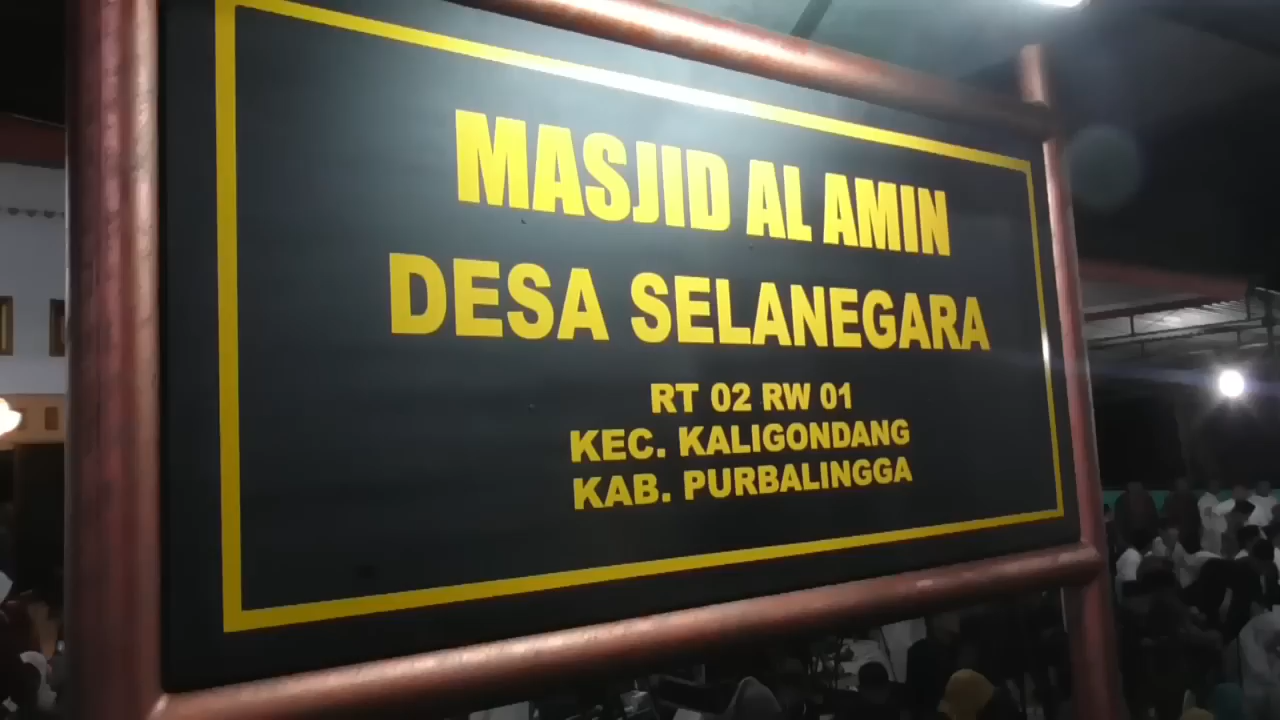 MASJID AL AMIN
DESA SELANEGARA
RT 02 RW 01
KEC. KALIGONDANG
KAB. PURBALINGGA